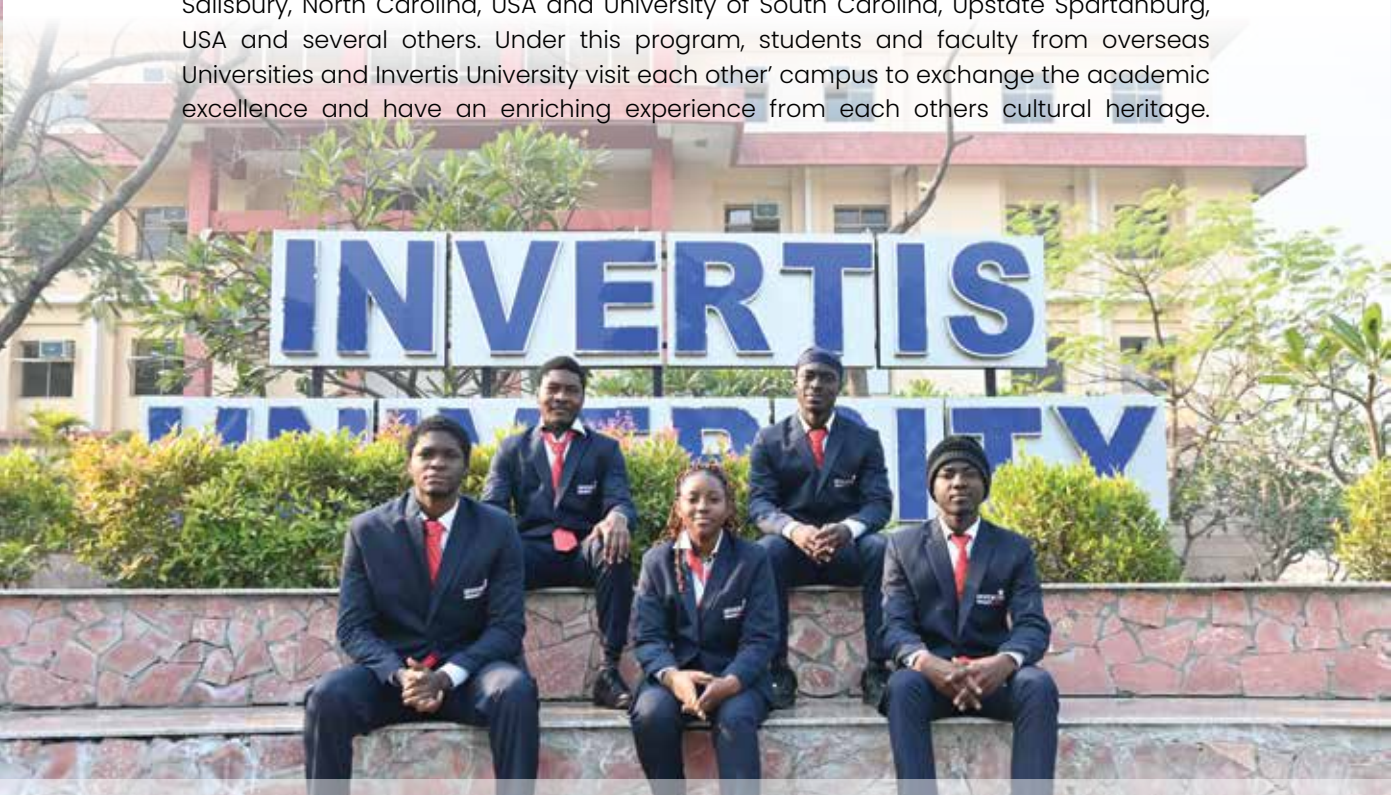 Salisbury, North Carolina, USA and University of South Carolina, Upstate Spartanburg,
USA and several others. Under this program, students and faculty from overseas
Universities and Invertis University visit each other’ campus to exchange the academic
excellence and have an enriching experience from each others cultural heritage.
INVERTIS
UNIVERSITY